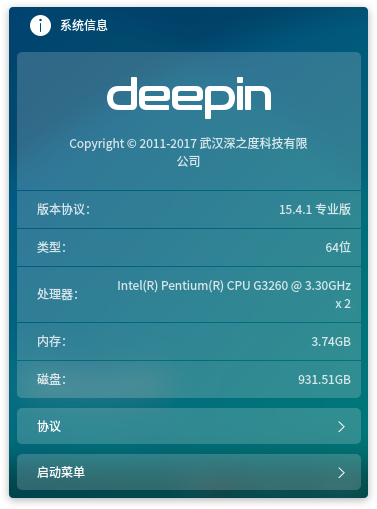 系统信息
deepin
Copyright © 2011-2017 武汉深之度科技有限
公司
版本协议： 15.4.1 专业版
类型： 64位
处理器： Intel(R) Pentium(R) CPU G3260 @ 3.30GHz
x 2
内存： 3.74GB
磁盘： 931.51GB
协议
启动菜单